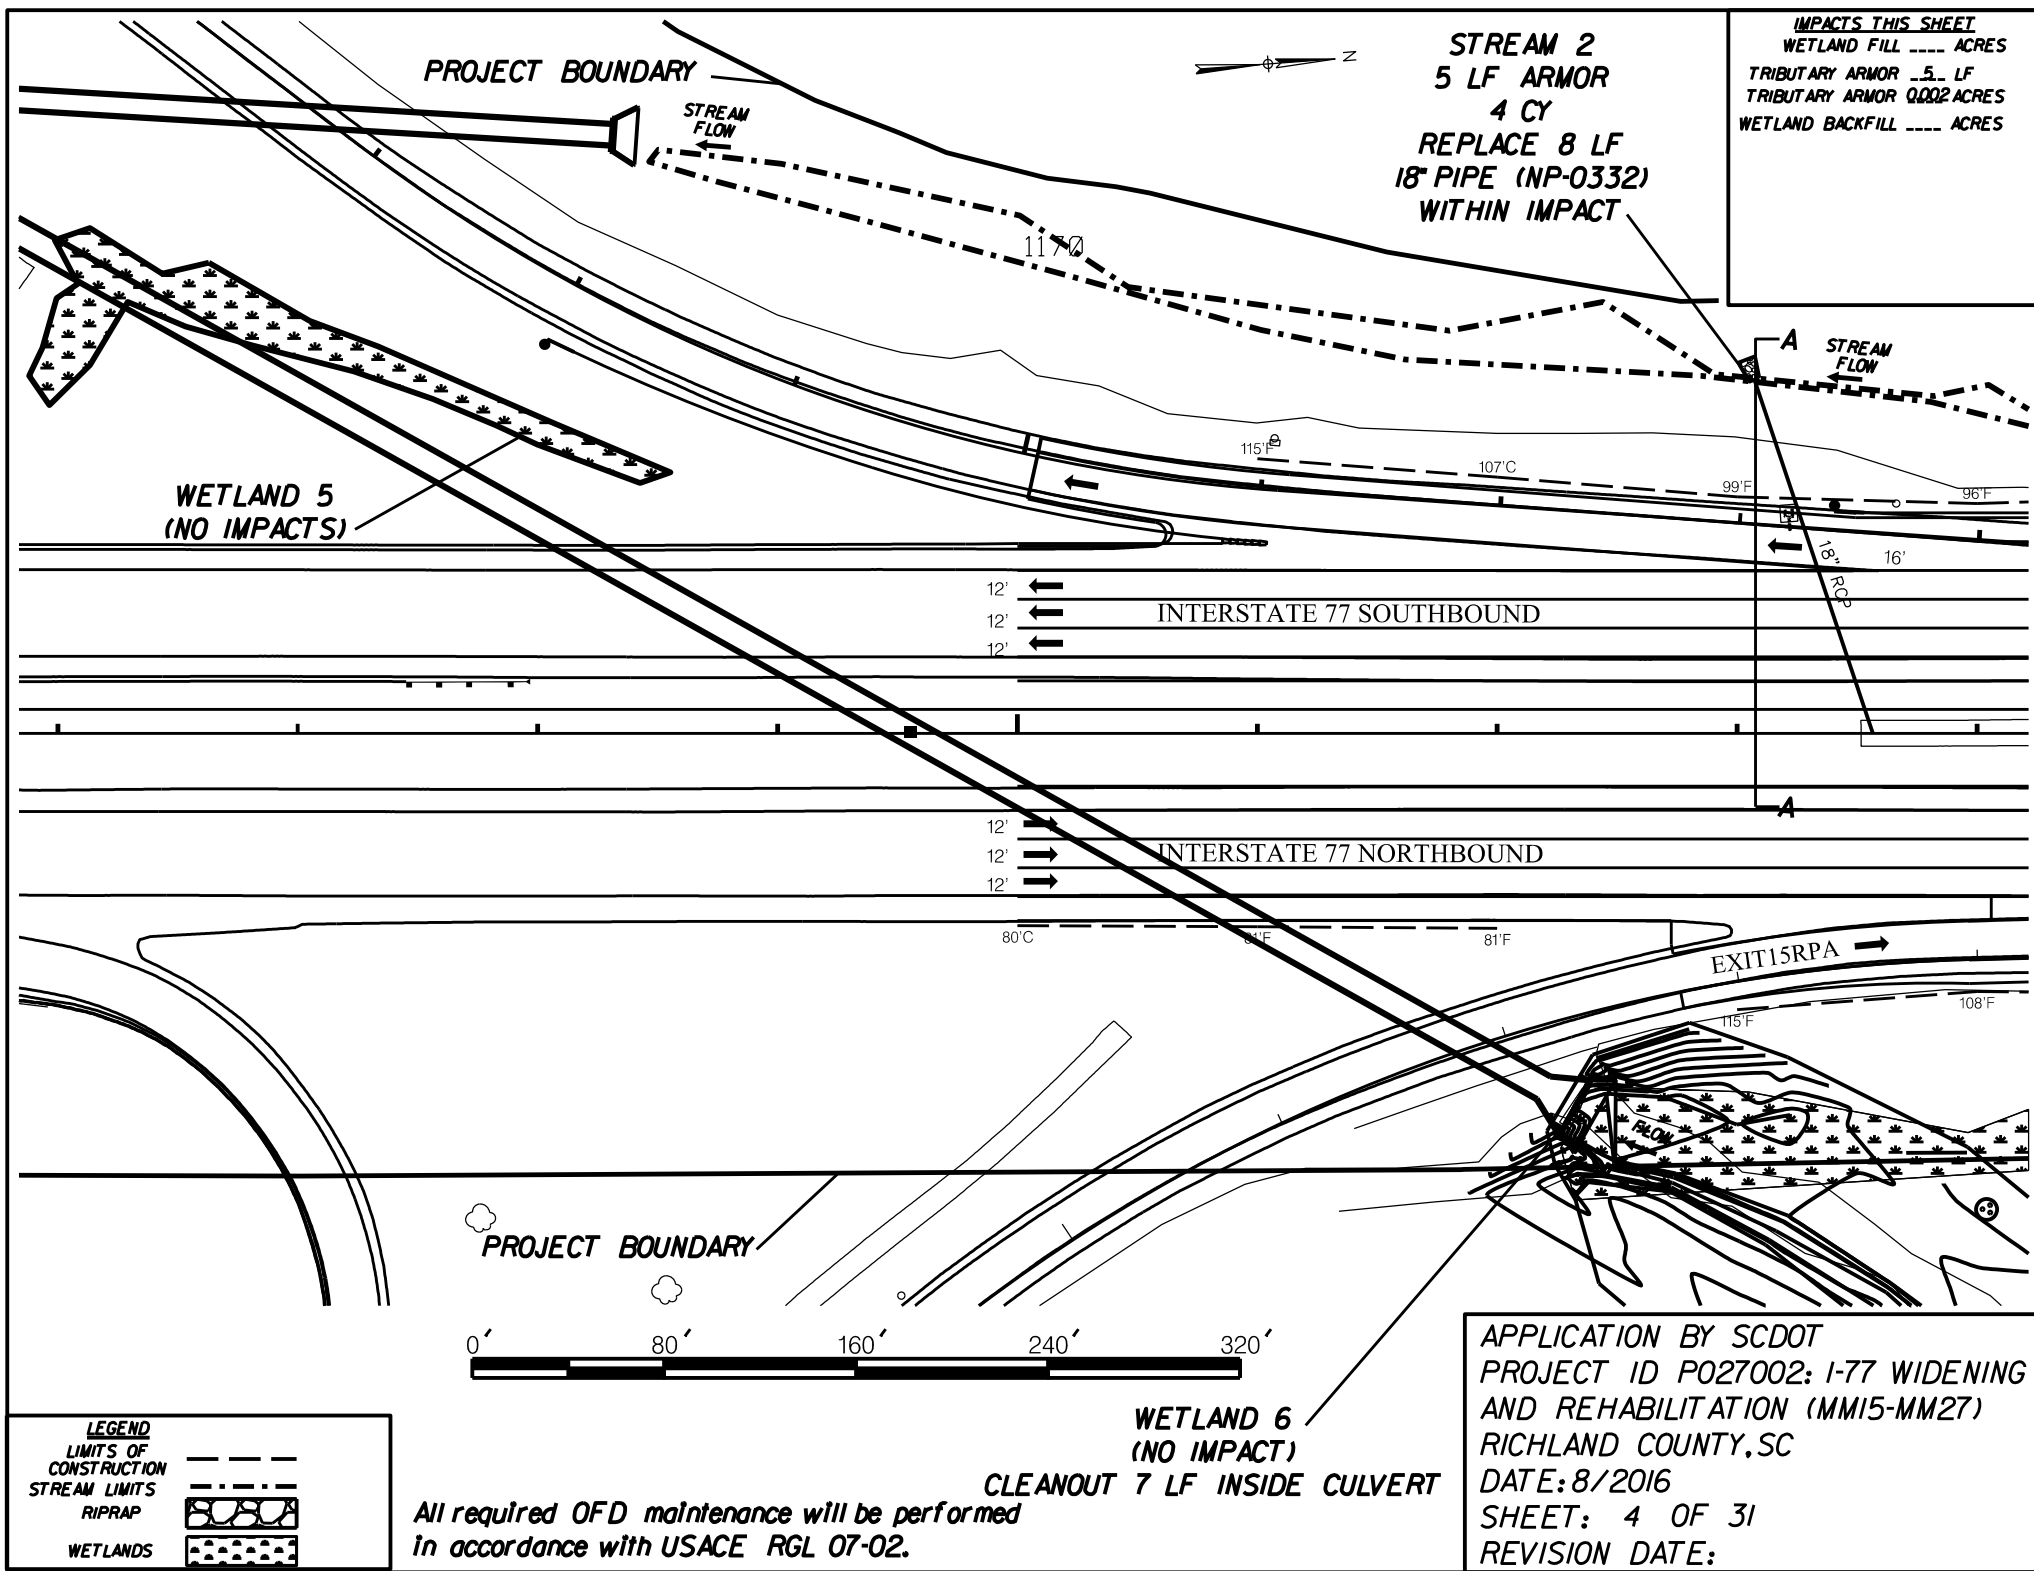 PROJECT BOUNDARY
STREAM
FLOW
N
STREAM 2
5 LF ARMOR
4 CY
REPLACE 8 LF
18" PIPE (NP-0332)
WITHIN IMPACT
IMPACTS THIS SHEET
WETLAND FILL ____ ACRES
TRIBUTARY ARMOR _5_ LF
TRIBUTARY ARMOR 0.002 ACRES
WETLAND BACKFILL ____ ACRES
1170
A
STREAM
FLOW
WETLAND 5
(NO IMPACTS)
115'F
107'C
99'F
96'F
16'
18" RCP
12'
12'
12'
INTERSTATE 77 SOUTHBOUND
A
12'
12'
12'
INTERSTATE 77 NORTHBOUND
80'C
81'F
81'F
EXIT15RPA
115'F
108'F
FLOW
PROJECT BOUNDARY
0'
80'
160'
240'
320'
WETLAND 6
(NO IMPACT)
CLEANOUT 7 LF INSIDE CULVERT
LEGEND
LIMITS OF
CONSTRUCTION
STREAM LIMITS
RIPRAP
WETLANDS
All required OFD maintenance will be performed
in accordance with USACE RGL 07-02.
APPLICATION BY SCDOT
PROJECT ID P027002: I-77 WIDENING
AND REHABILITATION (MM15-MM27)
RICHLAND COUNTY, SC
DATE: 8/2016
SHEET: 4 OF 31
REVISION DATE: